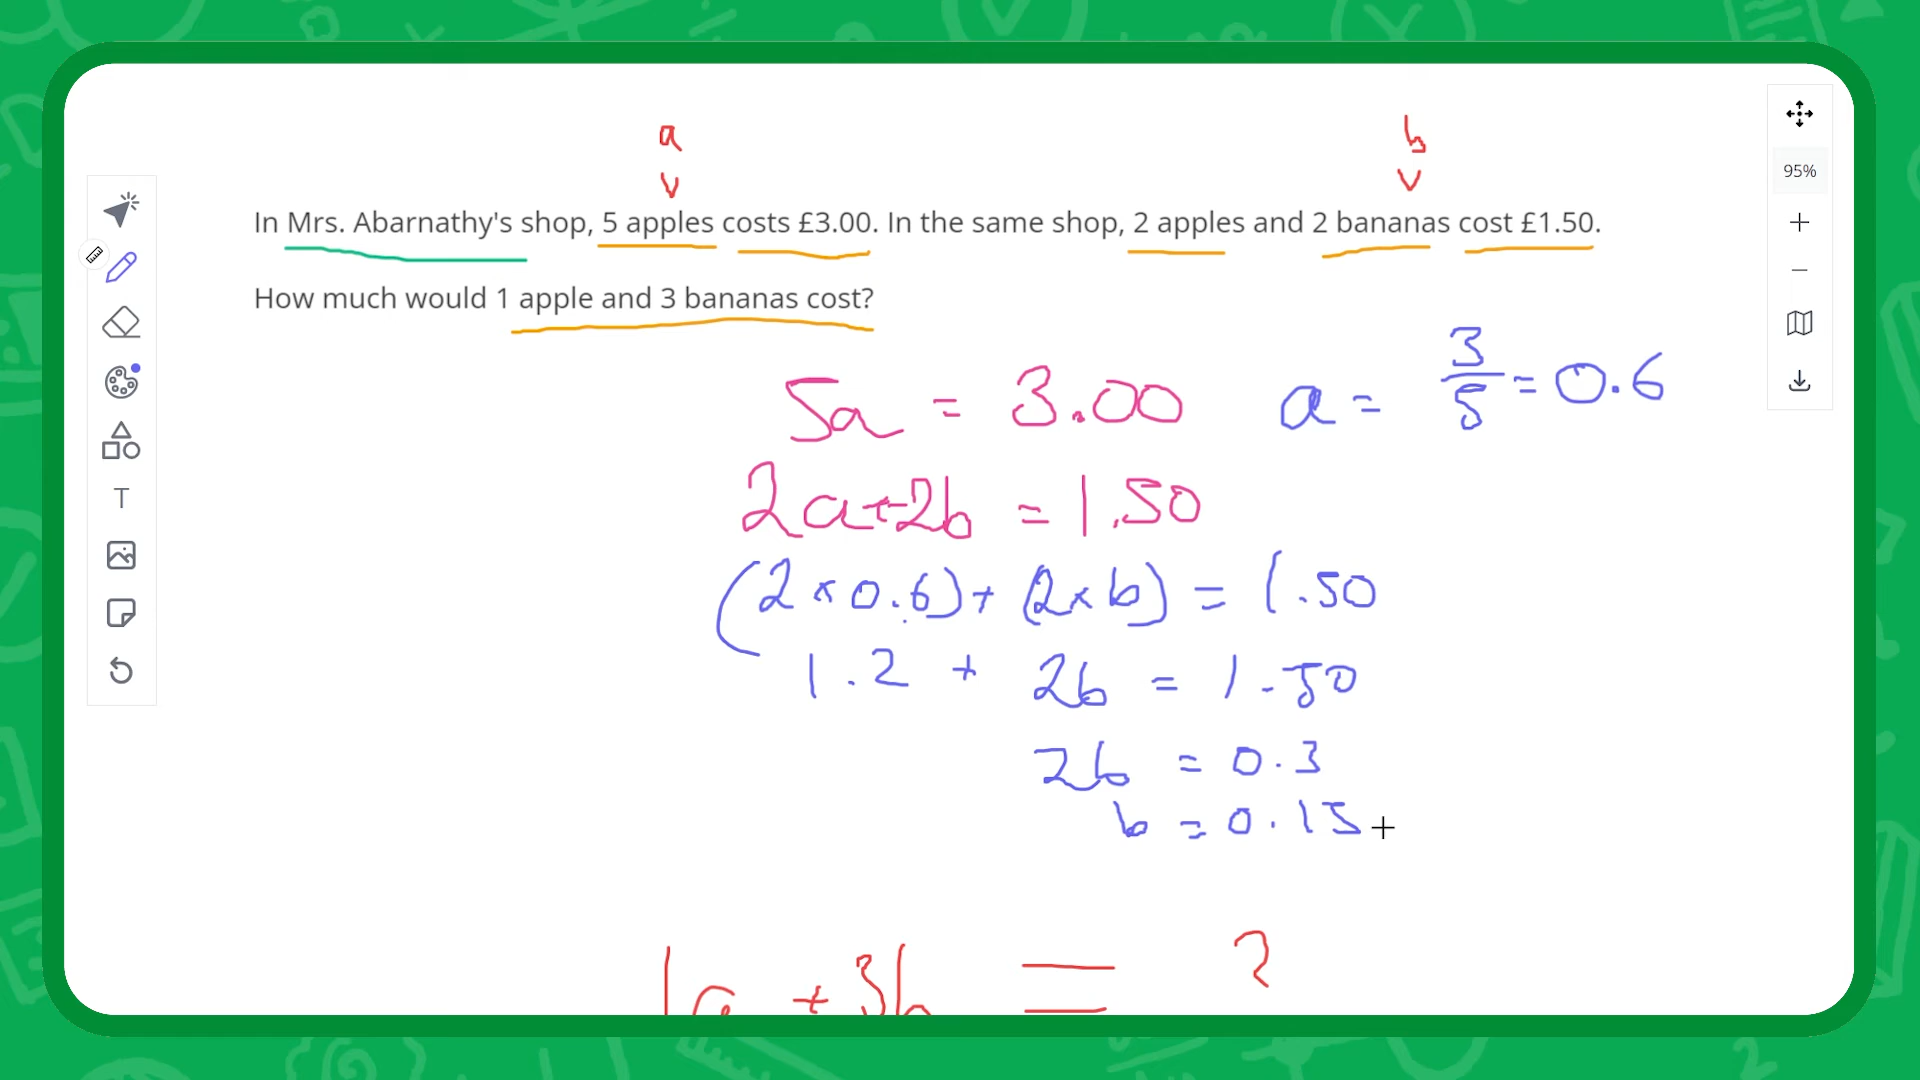 a
b
v
v
95%
In Mrs. Abarnathy's shop, 5 apples costs £3.00. In the same shop, 2 apples and 2 bananas cost £1.50.
How much would 1 apple and 3 bananas cost?
5a = 3.00
a = 3/5 = 0.6
2a+2b = 1.50
T
(2 × 0.6) + (2 × b) = 1.50
1.2 + 2b = 1.50
2b = 0.3
b = 0.15
1a + 3b = ?